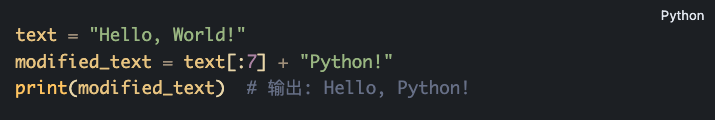 Python
text = "Hello, World!"
modified_text = text[:7] + "Python!"
print(modified_text)  # 输出: Hello, Python!